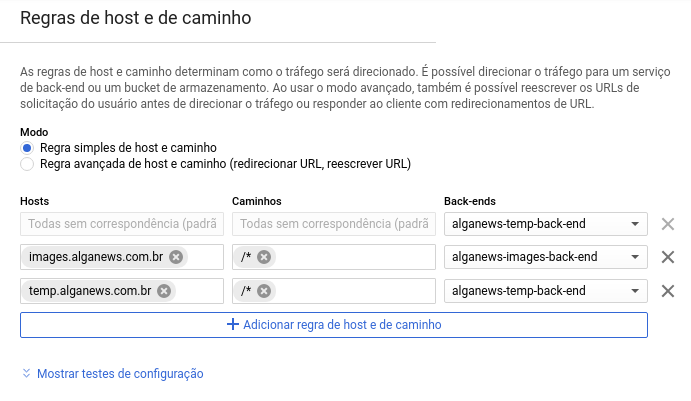 Regras de host e de caminho
As regras de host e caminho determinam como o tráfego será direcionado. É possível direcionar o tráfego para um serviço
de back-end ou um bucket de armazenamento. Ao usar o modo avançado, também é possível reescrever os URLs de
solicitação do usuário antes de direcionar o tráfego ou responder ao cliente com redirecionamentos de URL.
Modo
Regra simples de host e caminho
Regra avançada de host e caminho (redirecionar URL, reescrever URL)
Hosts Caminhos Back-ends
Todas sem correspondência (padrã Todas sem correspondência (padrã alganews-temp-back-end
images.alganews.com.br /* alganews-images-back-end
temp.alganews.com.br /* alganews-temp-back-end
Adicionar regra de host e de caminho
Mostrar testes de configuração